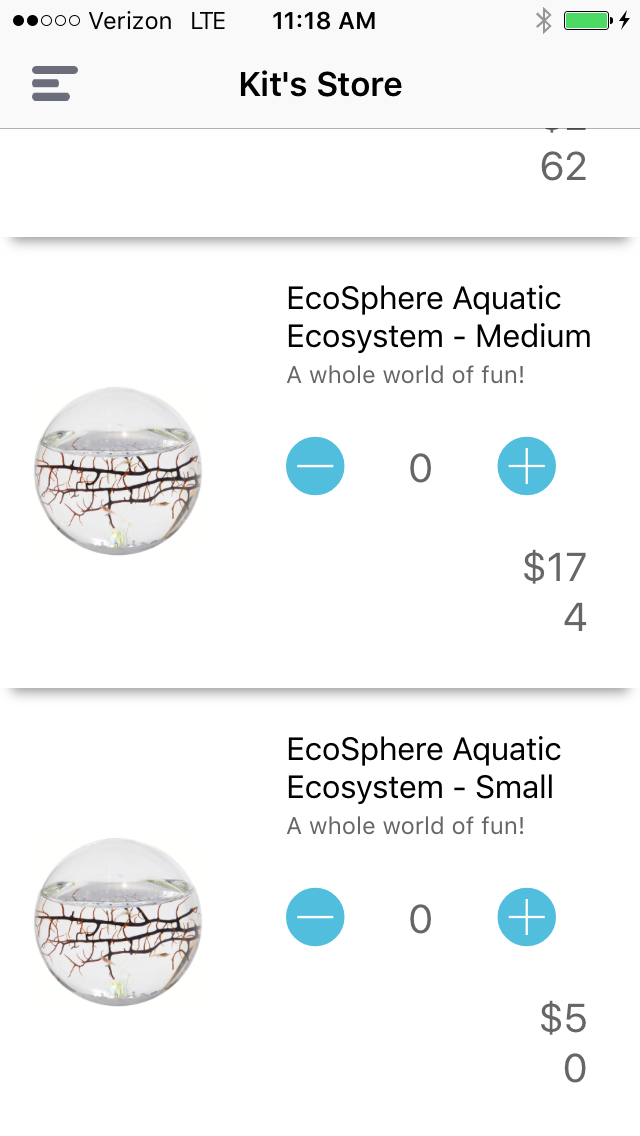 Verizon LTE 11:18 AM
Kit's Store
62
EcoSphere Aquatic
Ecosystem - Medium
A whole world of fun!
0
$17
4
EcoSphere Aquatic
Ecosystem - Small
A whole world of fun!
0
$5
0